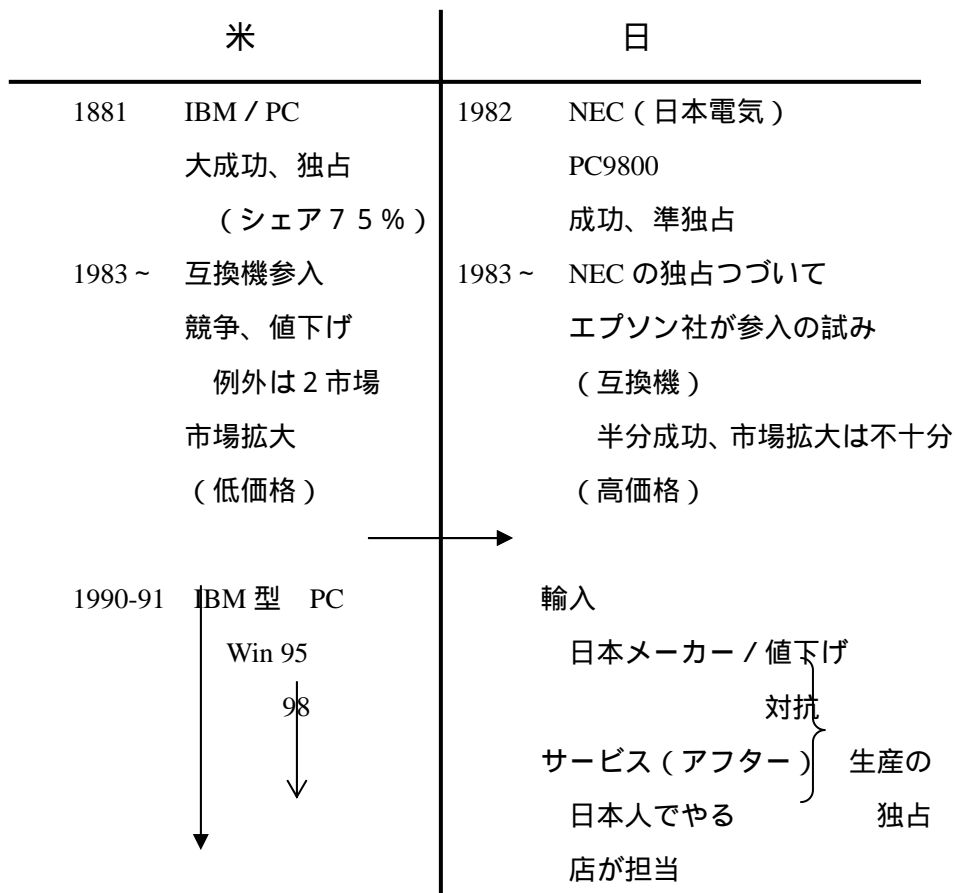 米 日
1881 IBM / PC 1982 NEC(日本電気)
大成功、独占 PC9800
(シェア75%) 成功、準独占
1983~ 互換機参入 1983~ NECの独占つづいて
競争、値下げ エプソン社が参入の試み
例外は2市場 (互換機)
市場拡大 半分成功、市場拡大は不十分
(低価格) (高価格)
1990-91 IBM型 PC 輸入
Win 95 日本メーカー/値下げ
98 対抗
サービス(アフター) 生産の
日本人でやる 独占
店が担当